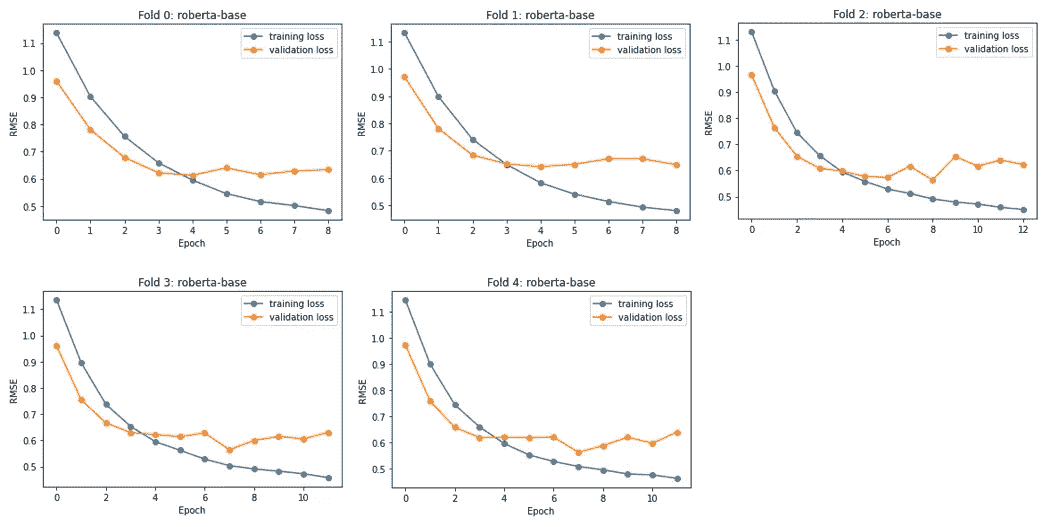 Fold 0: roberta-base
training loss
validation loss
RMSE
1.1
1.0
0.9
0.8
0.7
0.6
0.5
0 1 2 3 4 5 6 7 8
Epoch
Fold 1: roberta-base
training loss
validation loss
RMSE
1.1
1.0
0.9
0.8
0.7
0.6
0.5
0 1 2 3 4 5 6 7 8
Epoch
Fold 2: roberta-base
training loss
validation loss
RMSE
1.1
1.0
0.9
0.8
0.7
0.6
0.5
0 2 4 6 8 10 12
Epoch
Fold 3: roberta-base
training loss
validation loss
RMSE
1.1
1.0
0.9
0.8
0.7
0.6
0.5
0 2 4 6 8 10
Epoch
Fold 4: roberta-base
training loss
validation loss
RMSE
1.1
1.0
0.9
0.8
0.7
0.6
0.5
0 2 4 6 8 10
Epoch